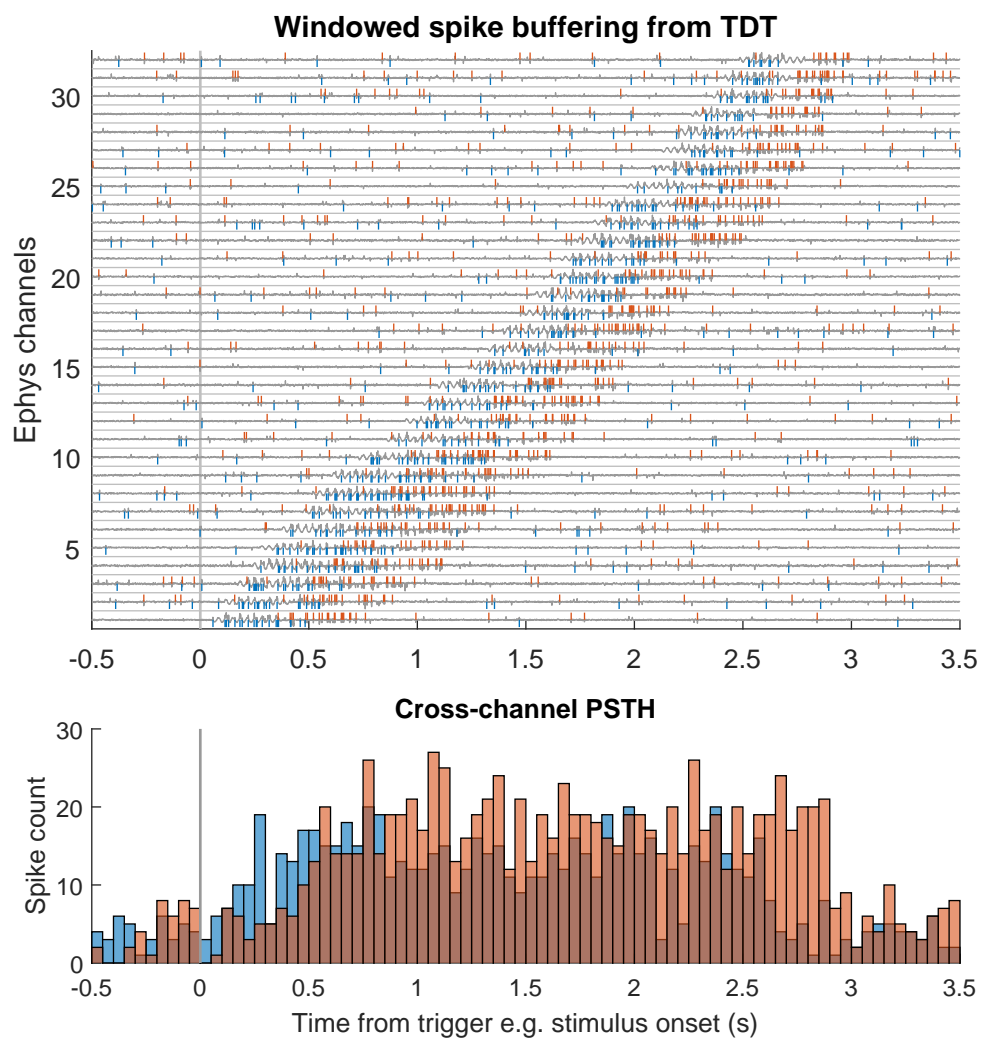 Windowed spike buffering from TDT
Ephys channels
30
25
20
15
10
5
-0.5 0 0.5 1 1.5 2 2.5 3 3.5
Cross-channel PSTH
Spike count
30
20
10
0
-0.5 0 0.5 1 1.5 2 2.5 3 3.5
Time from trigger e.g. stimulus onset (s)